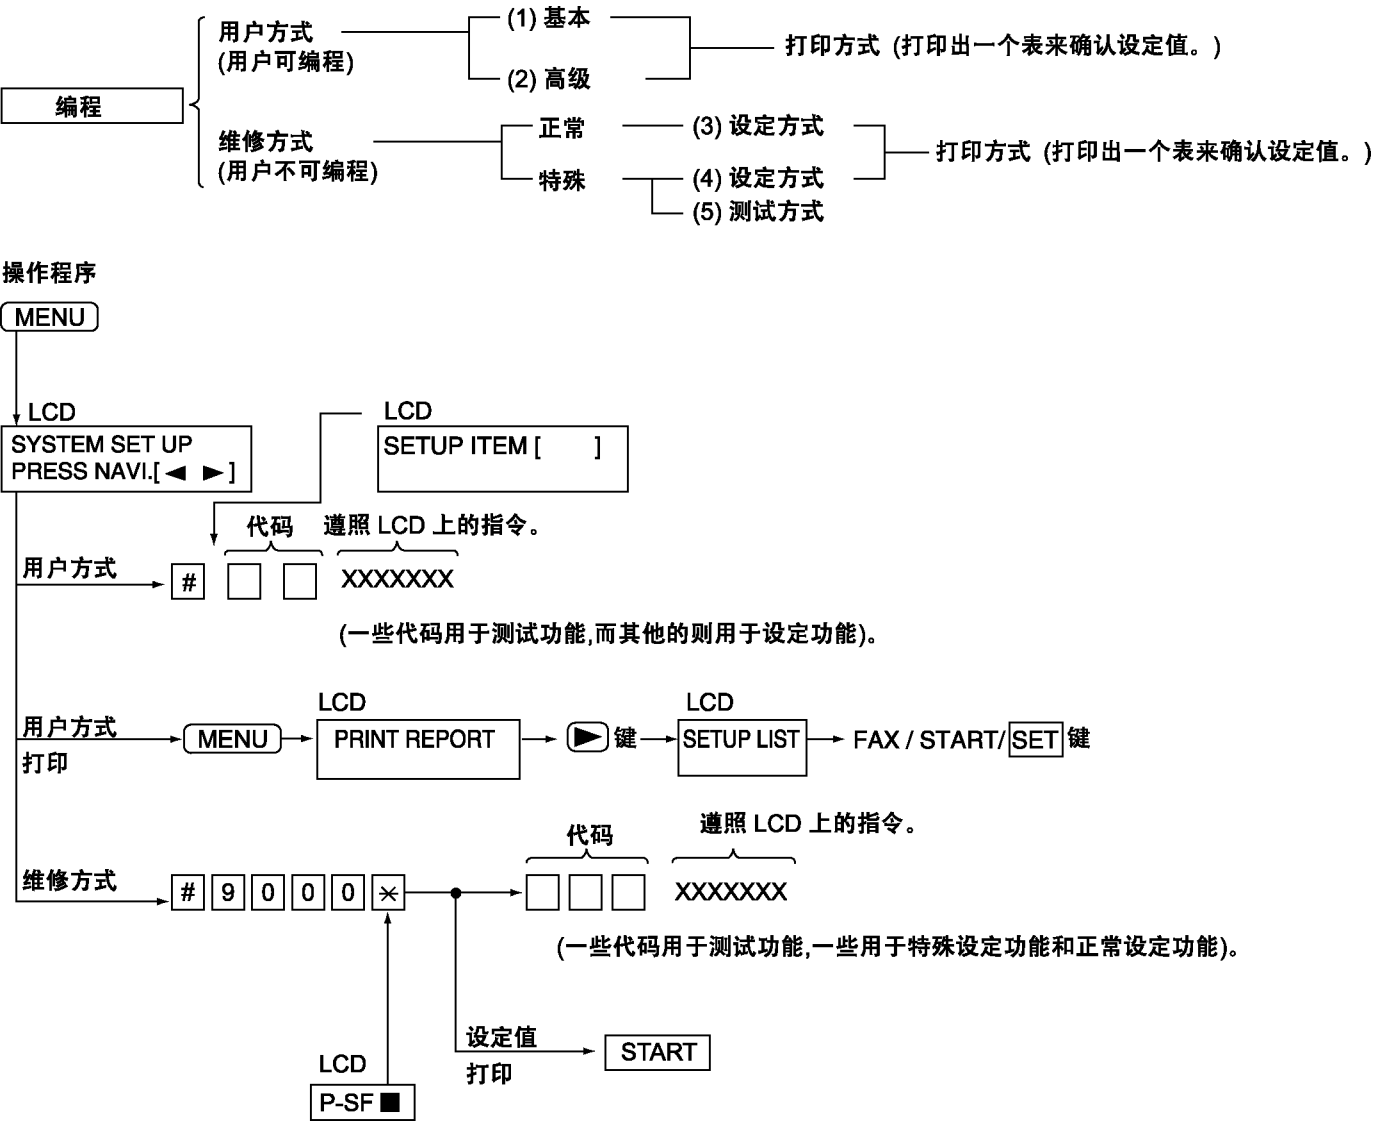 编程
用户方式
(用户可编程)
(1) 基本
(2) 高级
打印方式 (打印出一个表来确认设定值。)
维修方式
(用户不可编程)
正常
(3) 设定方式
特殊
(4) 设定方式
(5) 测试方式
打印方式 (打印出一个表来确认设定值。)
操作程序
MENU
LCD
SYSTEM SET UP
PRESS NAVI.[◀ ▶]
LCD
SETUP ITEM [ ]
用户方式
#
代码
遵照 LCD 上的指令。
XXXXXXX
(一些代码用于测试功能,而其他的则用于设定功能)。
用户方式
打印
MENU
LCD
PRINT REPORT
▶ 键
LCD
SETUP LIST
FAX / START/ SET 键
维修方式
# 9 0 0 0 *
代码
遵照 LCD 上的指令。
XXXXXXX
(一些代码用于测试功能,一些用于特殊设定功能和正常设定功能)。
设定值
打印
START
LCD
P-SF ■